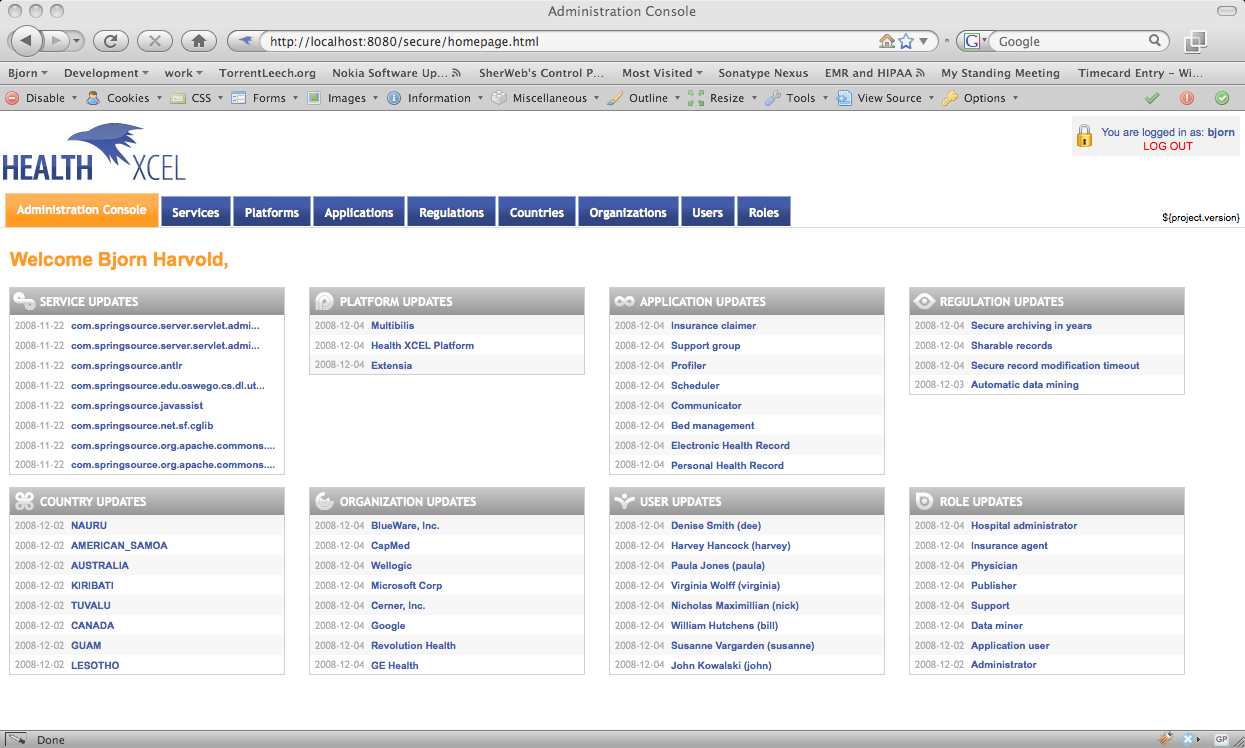 Administration Console
http://localhost:8080/secure/homepage.html
G Google
Bjorn Development work TorrentLeech.org Nokia Software Up... SherWeb's Control P... Most Visited Sonatype Nexus EMR and HIPAA My Standing Meeting Timecard Entry – Wi...
Disable Cookies CSS CSS Forms Images Information Miscellaneous Outline Resize Tools View Source Options
HEALTH XCEL
You are logged in as: bjorn
LOG OUT
Administration Console Services Platforms Applications Regulations Countries Organizations Users Roles
${project.version}
Welcome Bjorn Harvold,
SERVICE UPDATES
2008-11-22 com.springsource.server.servlet.admi...
2008-11-22 com.springsource.server.servlet.admi...
2008-11-22 com.springsource.antlr
2008-11-22 com.springsource.edu.oswego.cs.dl.ut...
2008-11-22 com.springsource.javassist
2008-11-22 com.springsource.net.sf.cglib
2008-11-22 com.springsource.org.apache.commons....
2008-11-22 com.springsource.org.apache.commons....
PLATFORM UPDATES
2008-12-04 Multibilis
2008-12-04 Health XCEL Platform
2008-12-04 Extensia
APPLICATION UPDATES
2008-12-04 Insurance claimer
2008-12-04 Support group
2008-12-04 Profiler
2008-12-04 Scheduler
2008-12-04 Communicator
2008-12-04 Bed management
2008-12-04 Electronic Health Record
2008-12-04 Personal Health Record
REGULATION UPDATES
2008-12-04 Secure archiving in years
2008-12-04 Sharable records
2008-12-04 Secure record modification timeout
2008-12-03 Automatic data mining
COUNTRY UPDATES
2008-12-02 NAURU
2008-12-02 AMERICAN_SAMOA
2008-12-02 AUSTRALIA
2008-12-02 KIRIBATI
2008-12-02 TUVALU
2008-12-02 CANADA
2008-12-02 GUAM
2008-12-02 LESOTHO
ORGANIZATION UPDATES
2008-12-04 BlueWare, Inc.
2008-12-04 CapMed
2008-12-04 Wellogic
2008-12-04 Microsoft Corp
2008-12-04 Cerner, Inc.
2008-12-04 Google
2008-12-04 Revolution Health
2008-12-04 GE Health
USER UPDATES
2008-12-04 Denise Smith (dee)
2008-12-04 Harvey Hancock (harvey)
2008-12-04 Paula Jones (paula)
2008-12-04 Virginia Wolff (virginia)
2008-12-04 Nicholas Maximillian (nick)
2008-12-04 William Hutchens (bill)
2008-12-04 Susanne Vargarden (susanne)
2008-12-04 John Kowalski (john)
ROLE UPDATES
2008-12-04 Hospital administrator
2008-12-04 Insurance agent
2008-12-04 Physician
2008-12-04 Publisher
2008-12-04 Support
2008-12-04 Data miner
2008-12-02 Application user
2008-12-02 Administrator
Done
GP